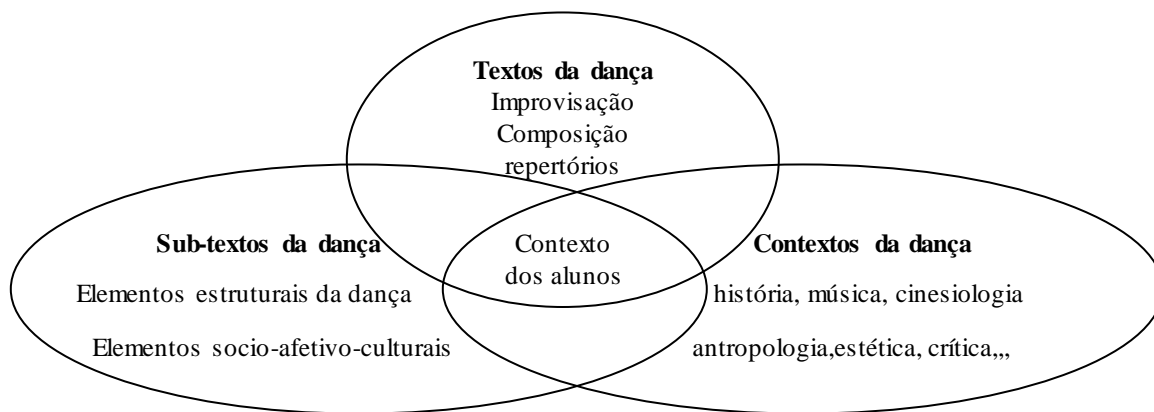 Textos da dança
Improvisação
Composição
repertórios
Sub-textos da dança
Elementos estruturais da dança
Elementos socio-afetivo-culturais
Contexto
dos alunos
Contextos da dança
história, música, cinesiologia
antropologia,estética, crítica,,,